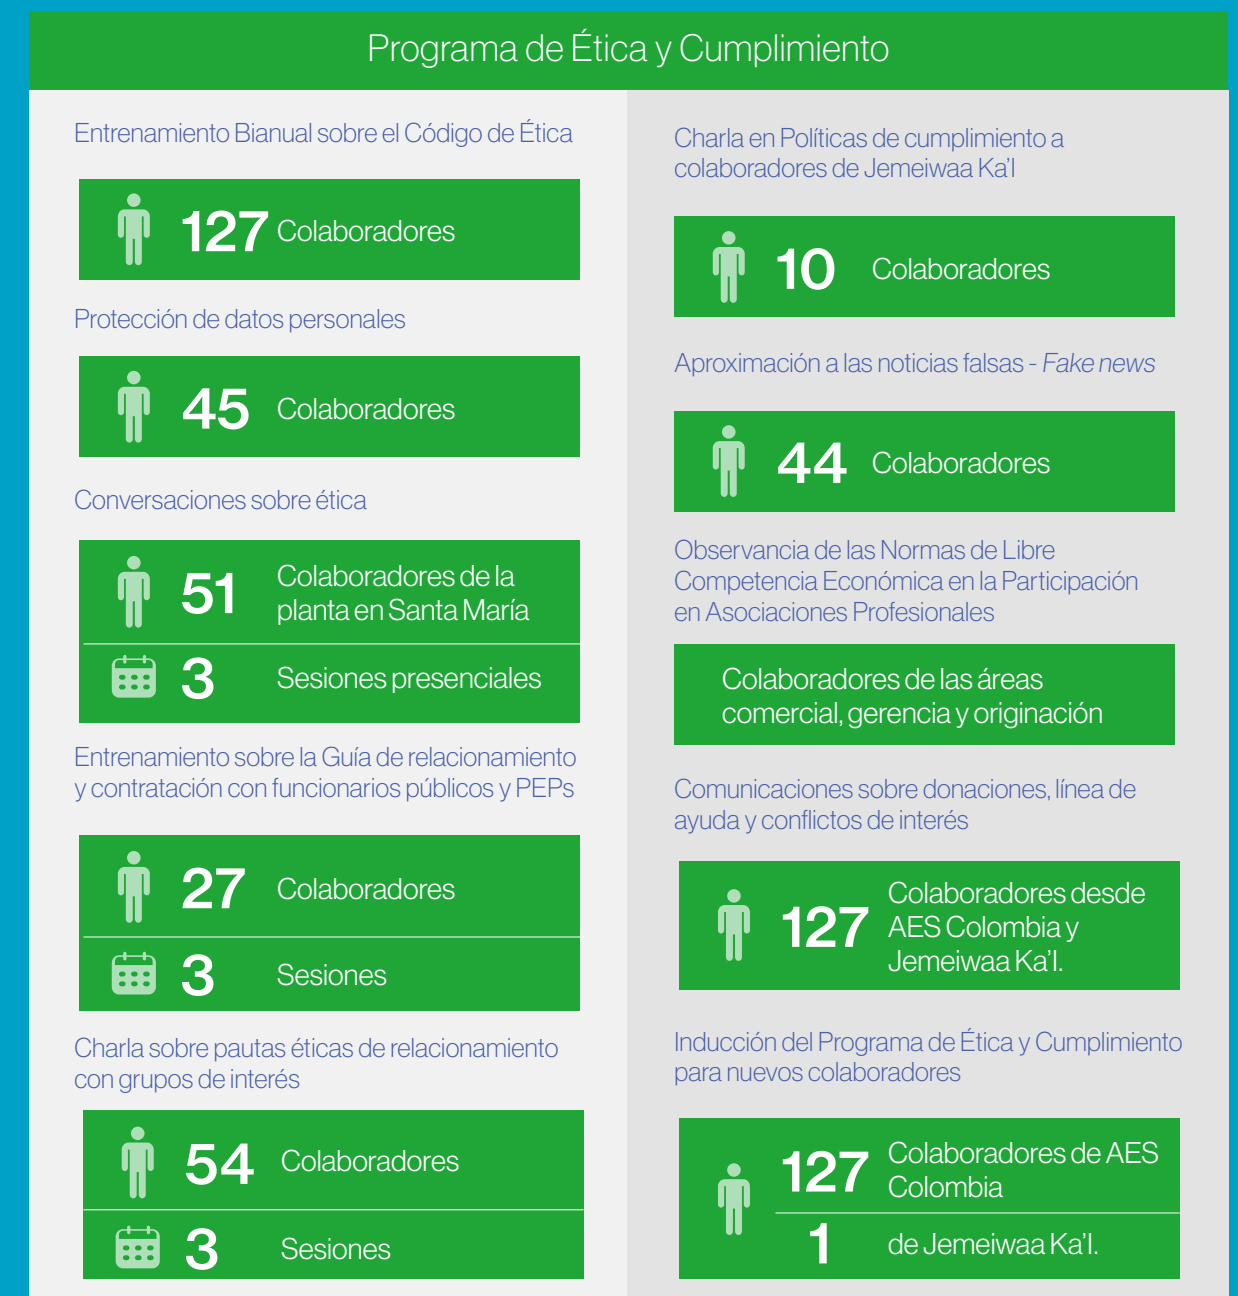 Programa de Ética y Cumplimiento
Entrenamiento Bianual sobre el Código de Ética
127 Colaboradores
Protección de datos personales
45 Colaboradores
Conversaciones sobre ética
51 Colaboradores de la
planta en Santa María
3 Sesiones presenciales
Entrenamiento sobre la Guía de relacionamiento
y contratación con funcionarios públicos y PEPs
27 Colaboradores
3 Sesiones
Charla sobre pautas éticas de relacionamiento
con grupos de interés
54 Colaboradores
3 Sesiones
Charla en Políticas de cumplimiento a
colaboradores de Jemeiwaa Ka'I
10 Colaboradores
Aproximación a las noticias falsas - Fake news
44 Colaboradores
Observancia de las Normas de Libre
Competencia Económica en la Participación
en Asociaciones Profesionales
Colaboradores de las áreas
comercial, gerencia y originación
Comunicaciones sobre donaciones, línea de
ayuda y conflictos de interés
127 Colaboradores desde
AES Colombia y
Jemeiwaa Ka'I.
Inducción del Programa de Ética y Cumplimiento
para nuevos colaboradores
127 Colaboradores de AES
Colombia
1 de Jemeiwaa Ka'I.